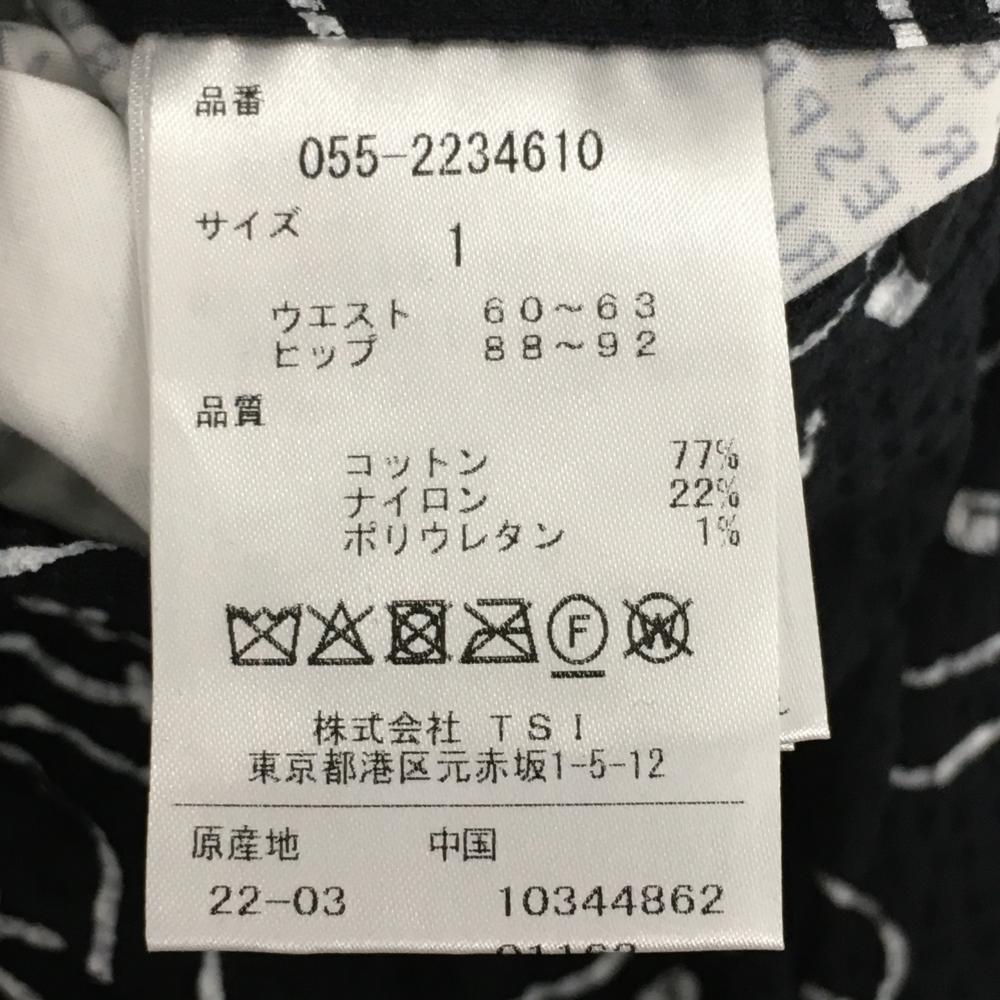 品番
055-2234610
サイズ
1
ウエスト 60~63
ヒップ 88~92
品質
コットン 77%
ナイロン 22%
ポリウレタン 1%
F
W
株式会社 TSI
東京都港区元赤坂1-5-12
原産地 中国
22-03 10344862